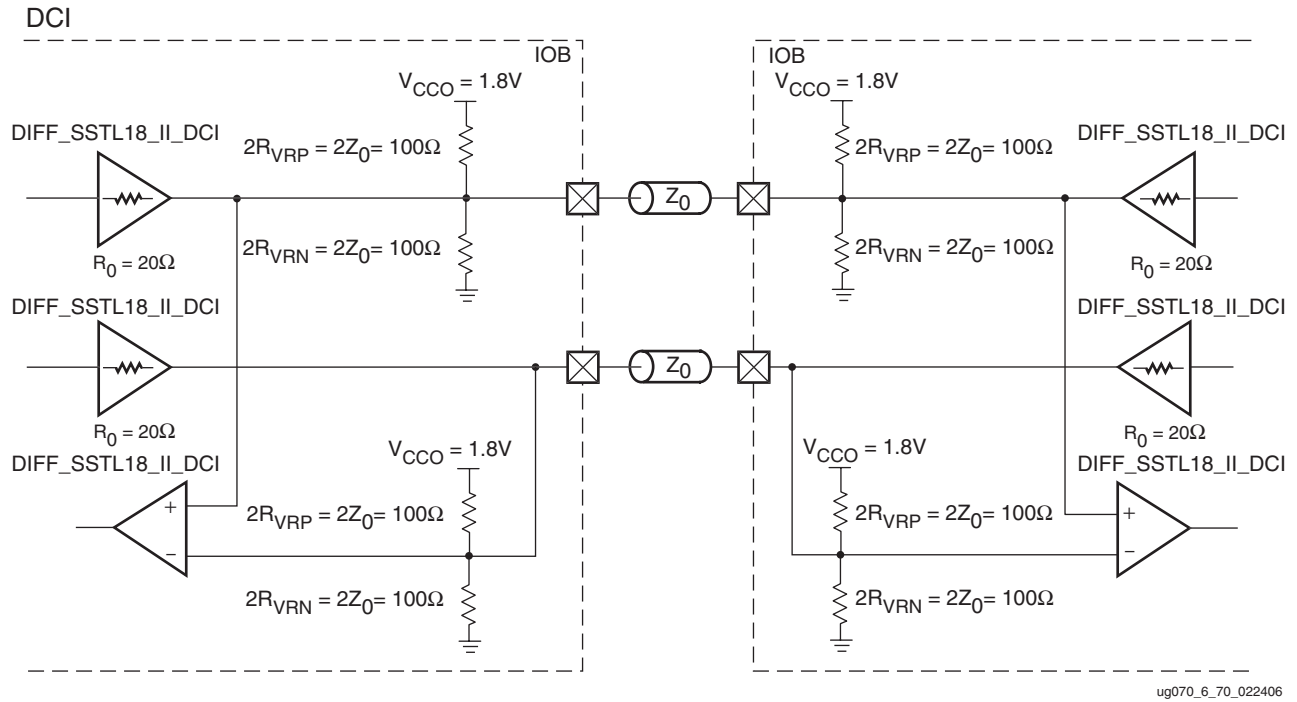 DCI
IOB
IOB
V_CCO = 1.8V
V_CCO = 1.8V
DIFF_SSTL18_II_DCI
2R_VRP = 2Z_0= 100Ω
2R_VRP = 2Z_0= 100Ω
DIFF_SSTL18_II_DCI
Z_0
2R_VRN = 2Z_0= 100Ω
2R_VRN = 2Z_0= 100Ω
R_0 = 20Ω
R_0 = 20Ω
DIFF_SSTL18_II_DCI
DIFF_SSTL18_II_DCI
Z_0
R_0 = 20Ω
R_0 = 20Ω
V_CCO = 1.8V
V_CCO = 1.8V
DIFF_SSTL18_II_DCI
DIFF_SSTL18_II_DCI
+
2R_VRP = 2Z_0= 100Ω
2R_VRP = 2Z_0= 100Ω
+
–
–
2R_VRN = 2Z_0= 100Ω
2R_VRN = 2Z_0= 100Ω
ug070_6_70_022406